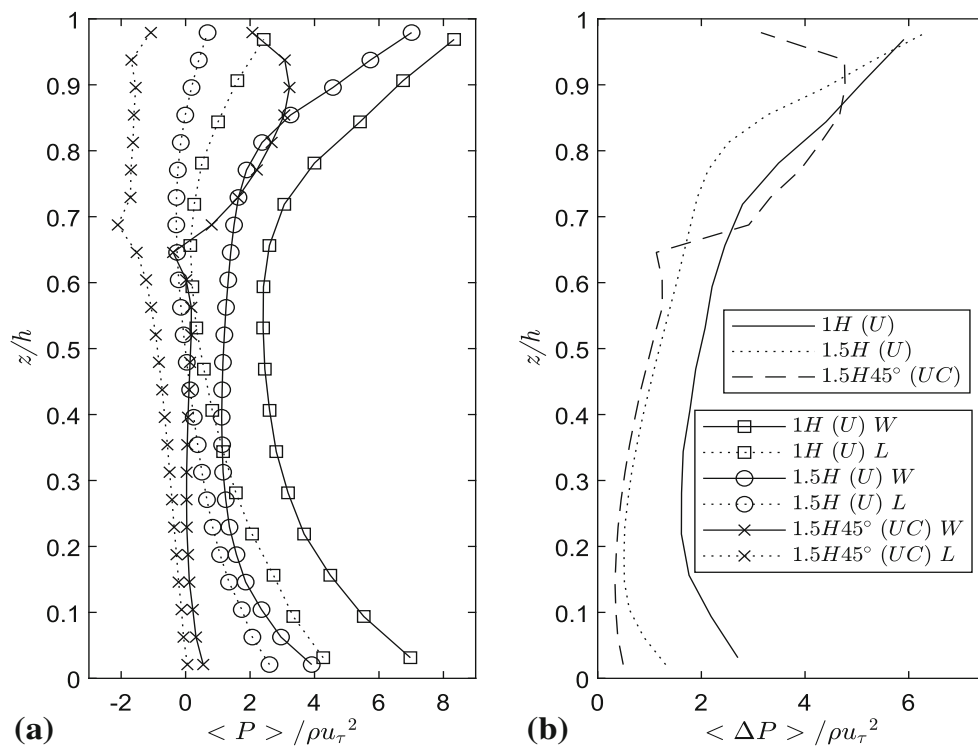 1
0.9
0.8
0.7
0.6
0.5
0.4
0.3
0.2
0.1
0
z/h
-2 0 2 4 6 8
(a) < P > /ρuτ²
1
0.9
0.8
0.7
0.6
0.5
0.4
0.3
0.2
0.1
0
z/h
1H (U)
1.5H (U)
1.5H45° (UC)
1H (U) W
1H (U) L
1.5H (U) W
1.5H (U) L
1.5H45° (UC) W
1.5H45° (UC) L
0 2 4 6
(b) < ΔP > /ρuτ²